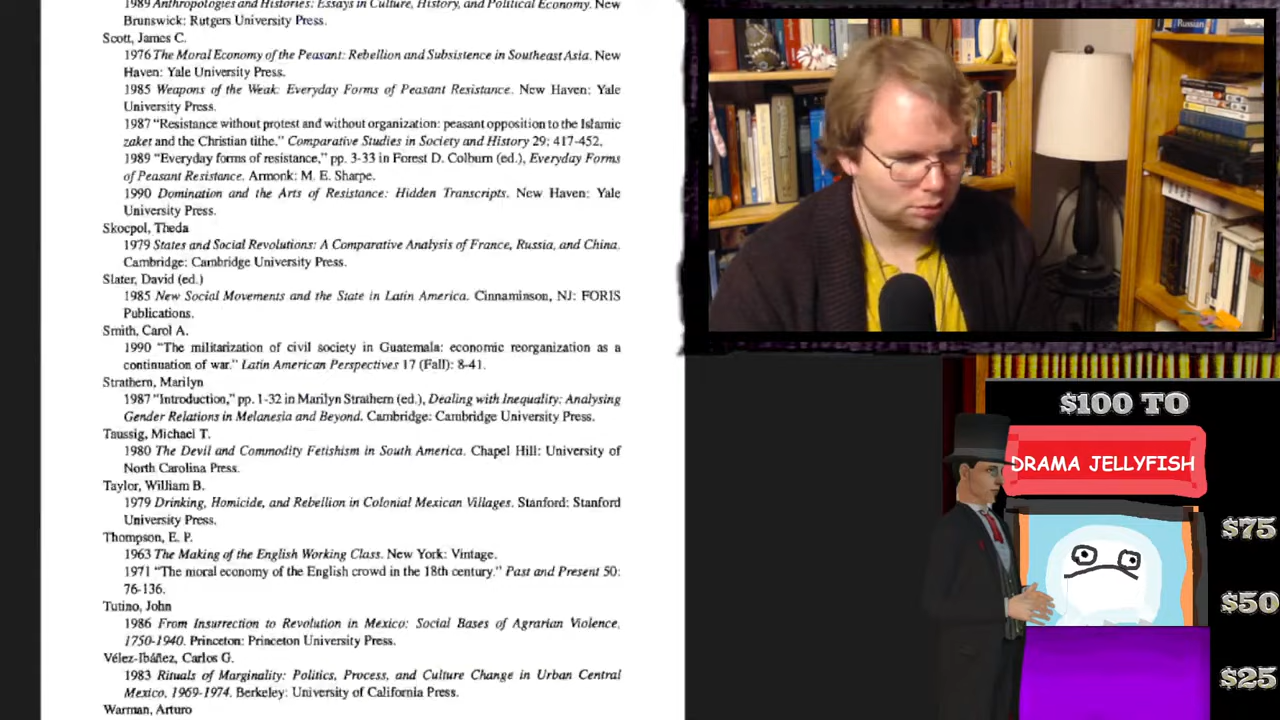 1989 Anthropologies and Histories: Essays in Culture, History, and Political Economy. New
Brunswick: Rutgers University Press.
Scott, James C.
1976 The Moral Economy of the Peasant: Rebellion and Subsistence in Southeast Asia. New
Haven: Yale University Press.
1985 Weapons of the Weak: Everyday Forms of Peasant Resistance. New Haven: Yale
University Press.
1987 "Resistance without protest and without organization: peasant opposition to the Islamic
zaket and the Christian tithe." Comparative Studies in Society and History 29: 417-452.
1989 "Everyday forms of resistance," pp. 3-33 in Forest D. Colburn (ed.), Everyday Forms
of Peasant Resistance. Armonk: M. E. Sharpe.
1990 Domination and the Arts of Resistance: Hidden Transcripts. New Haven: Yale
University Press.
Skocpol, Theda
1979 States and Social Revolutions: A Comparative Analysis of France, Russia, and China.
Cambridge: Cambridge University Press.
Slater, David (ed.)
1985 New Social Movements and the State in Latin America. Cinnaminson, NJ: FORIS
Publications.
Smith, Carol A.
1990 "The militarization of civil society in Guatemala: economic reorganization as a
continuation of war." Latin American Perspectives 17 (Fall): 8-41.
Strathern, Marilyn
1987 "Introduction," pp. 1-32 in Marilyn Strathern (ed.), Dealing with Inequality: Analysing
Gender Relations in Melanesia and Beyond. Cambridge: Cambridge University Press.
Taussig, Michael T.
1980 The Devil and Commodity Fetishism in South America. Chapel Hill: University of
North Carolina Press.
Taylor, William B.
1979 Drinking, Homicide, and Rebellion in Colonial Mexican Villages. Stanford: Stanford
University Press.
Thompson, E. P.
1963 The Making of the English Working Class. New York: Vintage.
1971 "The moral economy of the English crowd in the 18th century." Past and Present 50:
76-136.
Tutino, John
1986 From Insurrection to Revolution in Mexico: Social Bases of Agrarian Violence,
1750-1940. Princeton: Princeton University Press.
Vélez-Ibáñez, Carlos G.
1983 Rituals of Marginality: Politics, Process, and Culture Change in Urban Central
Mexico, 1969-1974. Berkeley: University of California Press.
Warman, Arturo
Russian
$100 TO
DRAMA JELLYFISH
$75
$50
$25